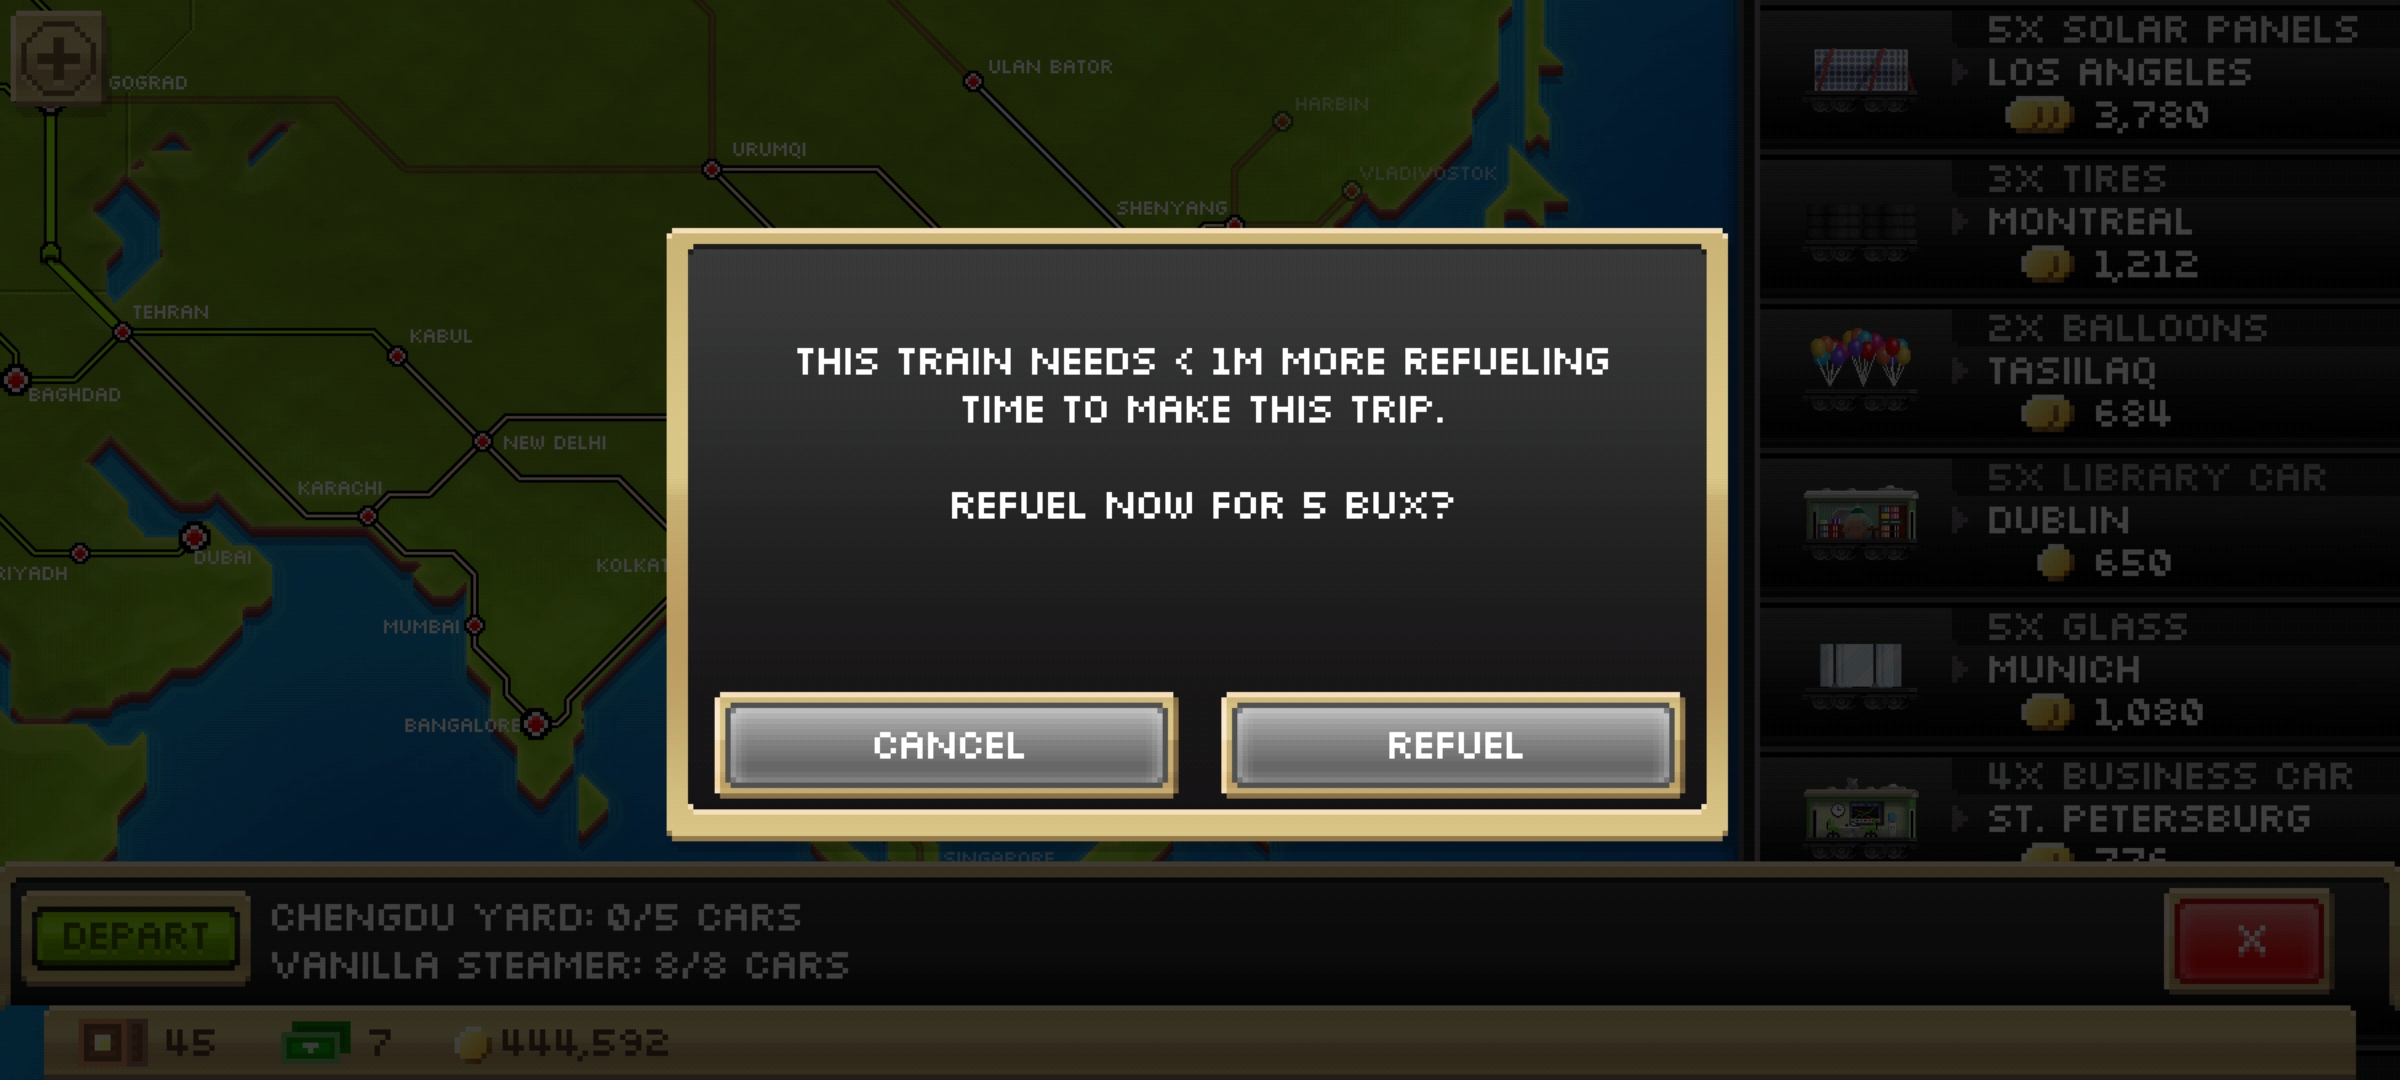 GOGRAD
ULAN BATOR
HARBIN
URUMQI
VLADIVOSTOK
SHENYANG
TEHRAN
KABUL
BAGHDAD
NEW DELHI
KARACHI
DUBAI
RIYADH
KOLKAT
MUMBAI
BANGALORE
SINGAPORE
THIS TRAIN NEEDS < 1M MORE REFUELING
TIME TO MAKE THIS TRIP.
REFUEL NOW FOR 5 BUX?
CANCEL
REFUEL
5X SOLAR PANELS
LOS ANGELES
3,780
3X TIRES
MONTREAL
1,212
2X BALLOONS
TASIILAQ
684
5X LIBRARY CAR
DUBLIN
650
5X GLASS
MUNICH
1,080
4X BUSINESS CAR
ST. PETERSBURG
776
DEPART
CHENGDU YARD: 0/5 CARS
VANILLA STEAMER: 8/8 CARS
X
45
7
444,592